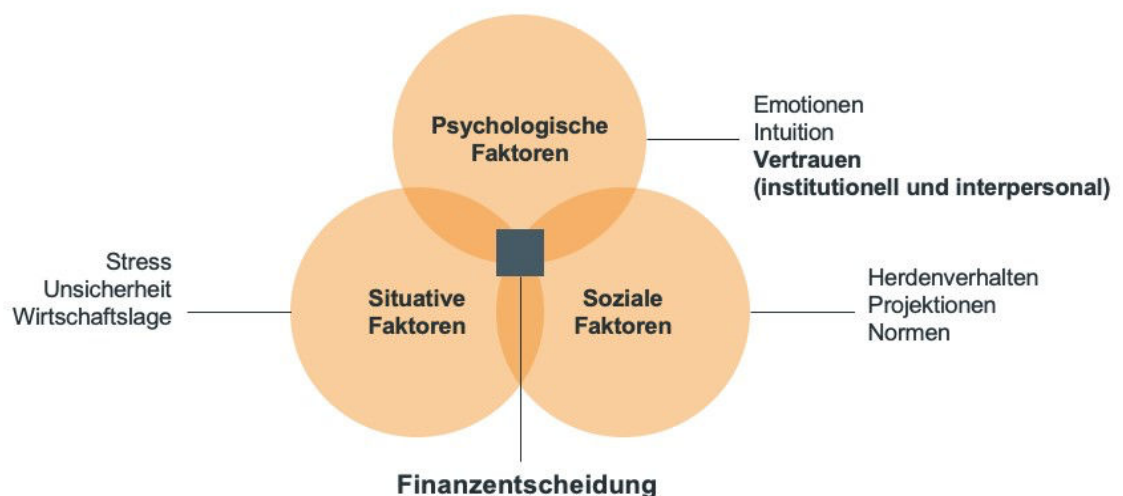 Psychologische
Faktoren
Emotionen
Intuition
Vertrauen
(institutionell und interpersonal)
Stress
Unsicherheit
Wirtschaftslage
Situative
Faktoren
Soziale
Faktoren
Herdenverhalten
Projektionen
Normen
Finanzentscheidung